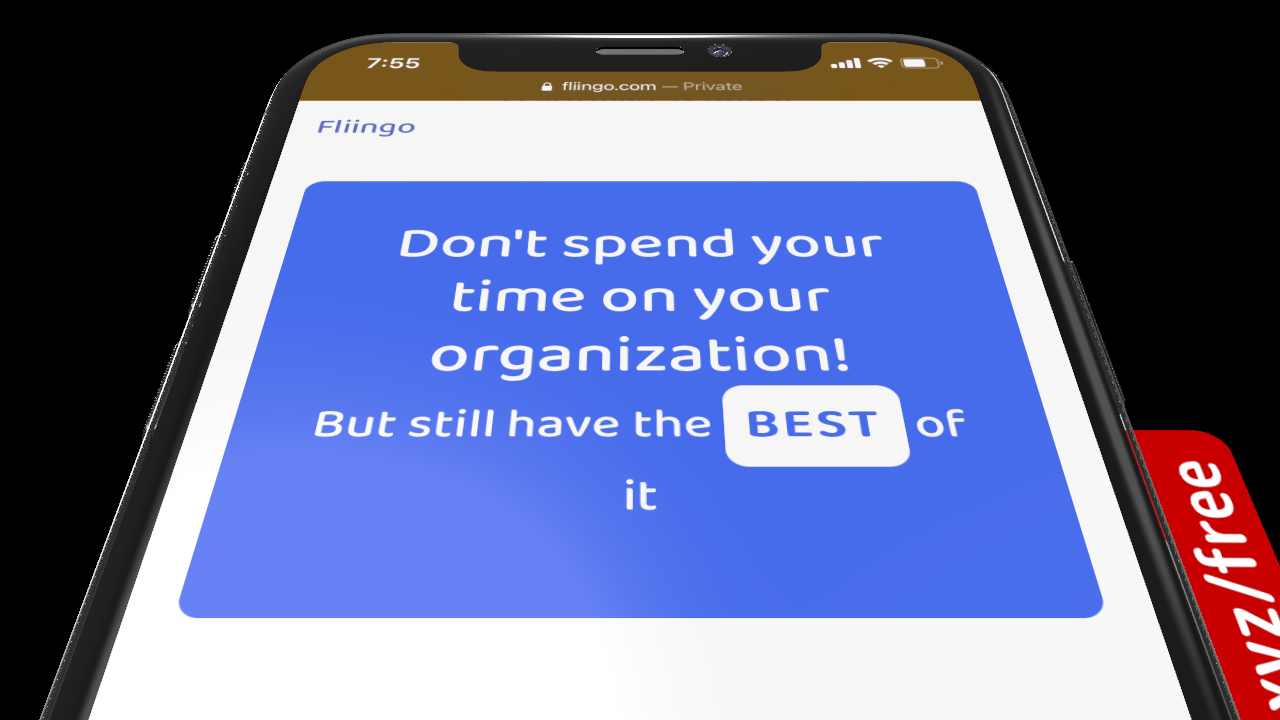 7:55
fliingo.com — Private
Fliingo
Don't spend your
time on your
organization!
But still have the BEST of
it
xyz/free